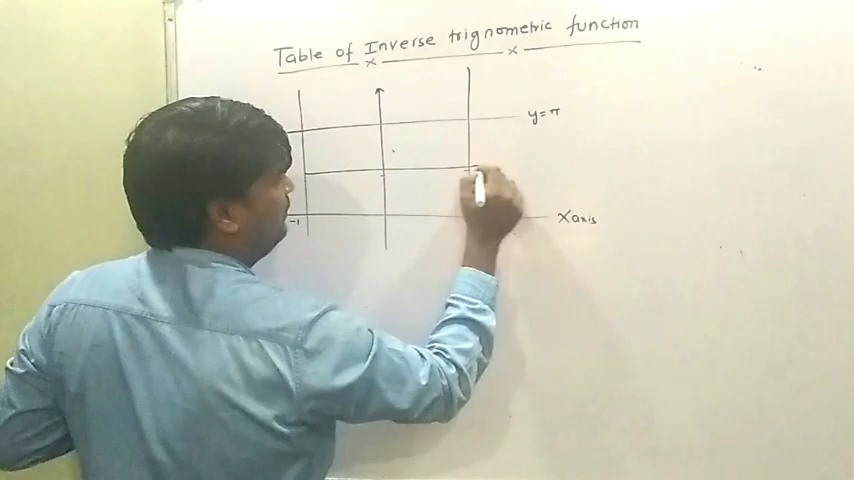 Table of Inverse trignometric function
y=π
-1
Xaxis